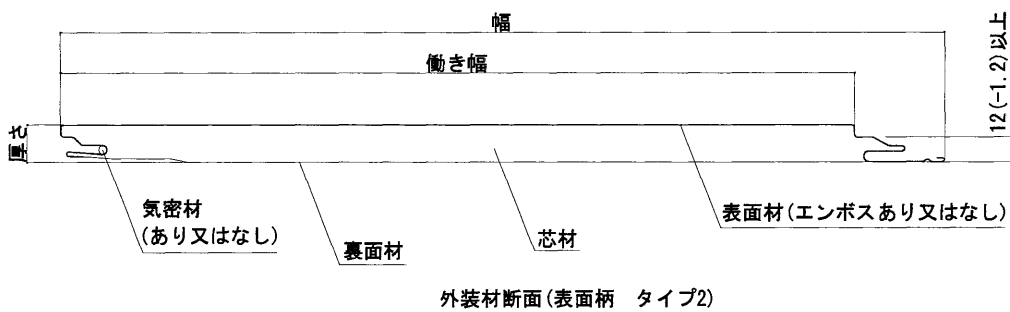 幅
働き幅
12(-1.2)以上
厚さ
気密材
(あり又はなし)
裏面材
芯材
表面材(エンボスあり又はなし)
外装材断面(表面柄 タイプ2)